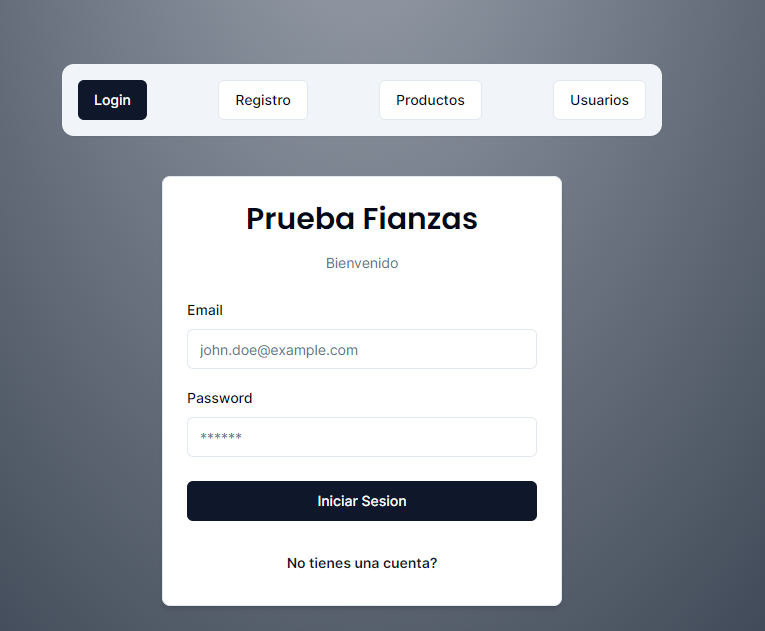 Login Registro Productos Usuarios
Prueba Fianzas
Bienvenido
Email
john.doe@example.com
Password
******
Iniciar Sesion
No tienes una cuenta?